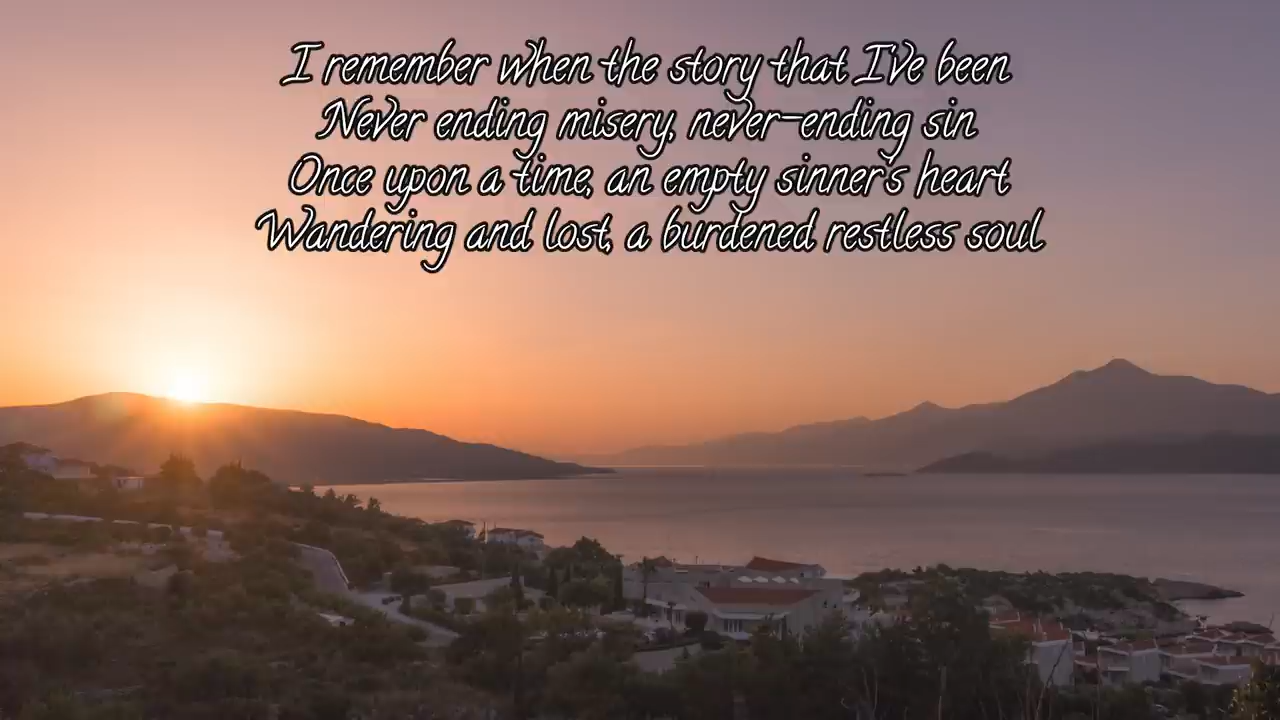 I remember when the story that I've been
Never ending misery, never-ending sin
Once upon a time, an empty sinner's heart
Wandering and lost, a burdened restless soul